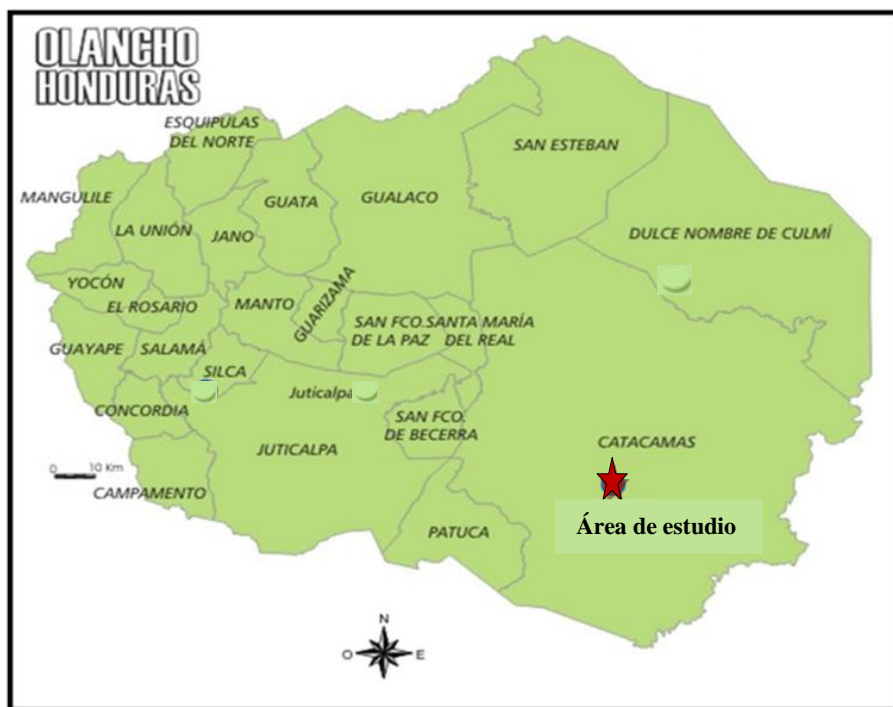 OLANCHO
HONDURAS
ESQUIPULAS
DEL NORTE
SAN ESTEBAN
MANGULILE
GUATA
GUALACO
LA UNIÓN
JANO
DULCE NOMBRE DE CULMÍ
YOCÓN
EL ROSARIO
MANTO
GUARIZAMA
SAN FCO.
DE LA PAZ
SANTA MARÍA
DEL REAL
GUAYAPE
SALAMÁ
SILCA
Juticalpa
CONCORDIA
SAN FCO.
DE BECERRA
CATACAMAS
JUTICALPA
0 10 Km
CAMPAMENTO
PATUCA
Área de estudio
N
O E
S